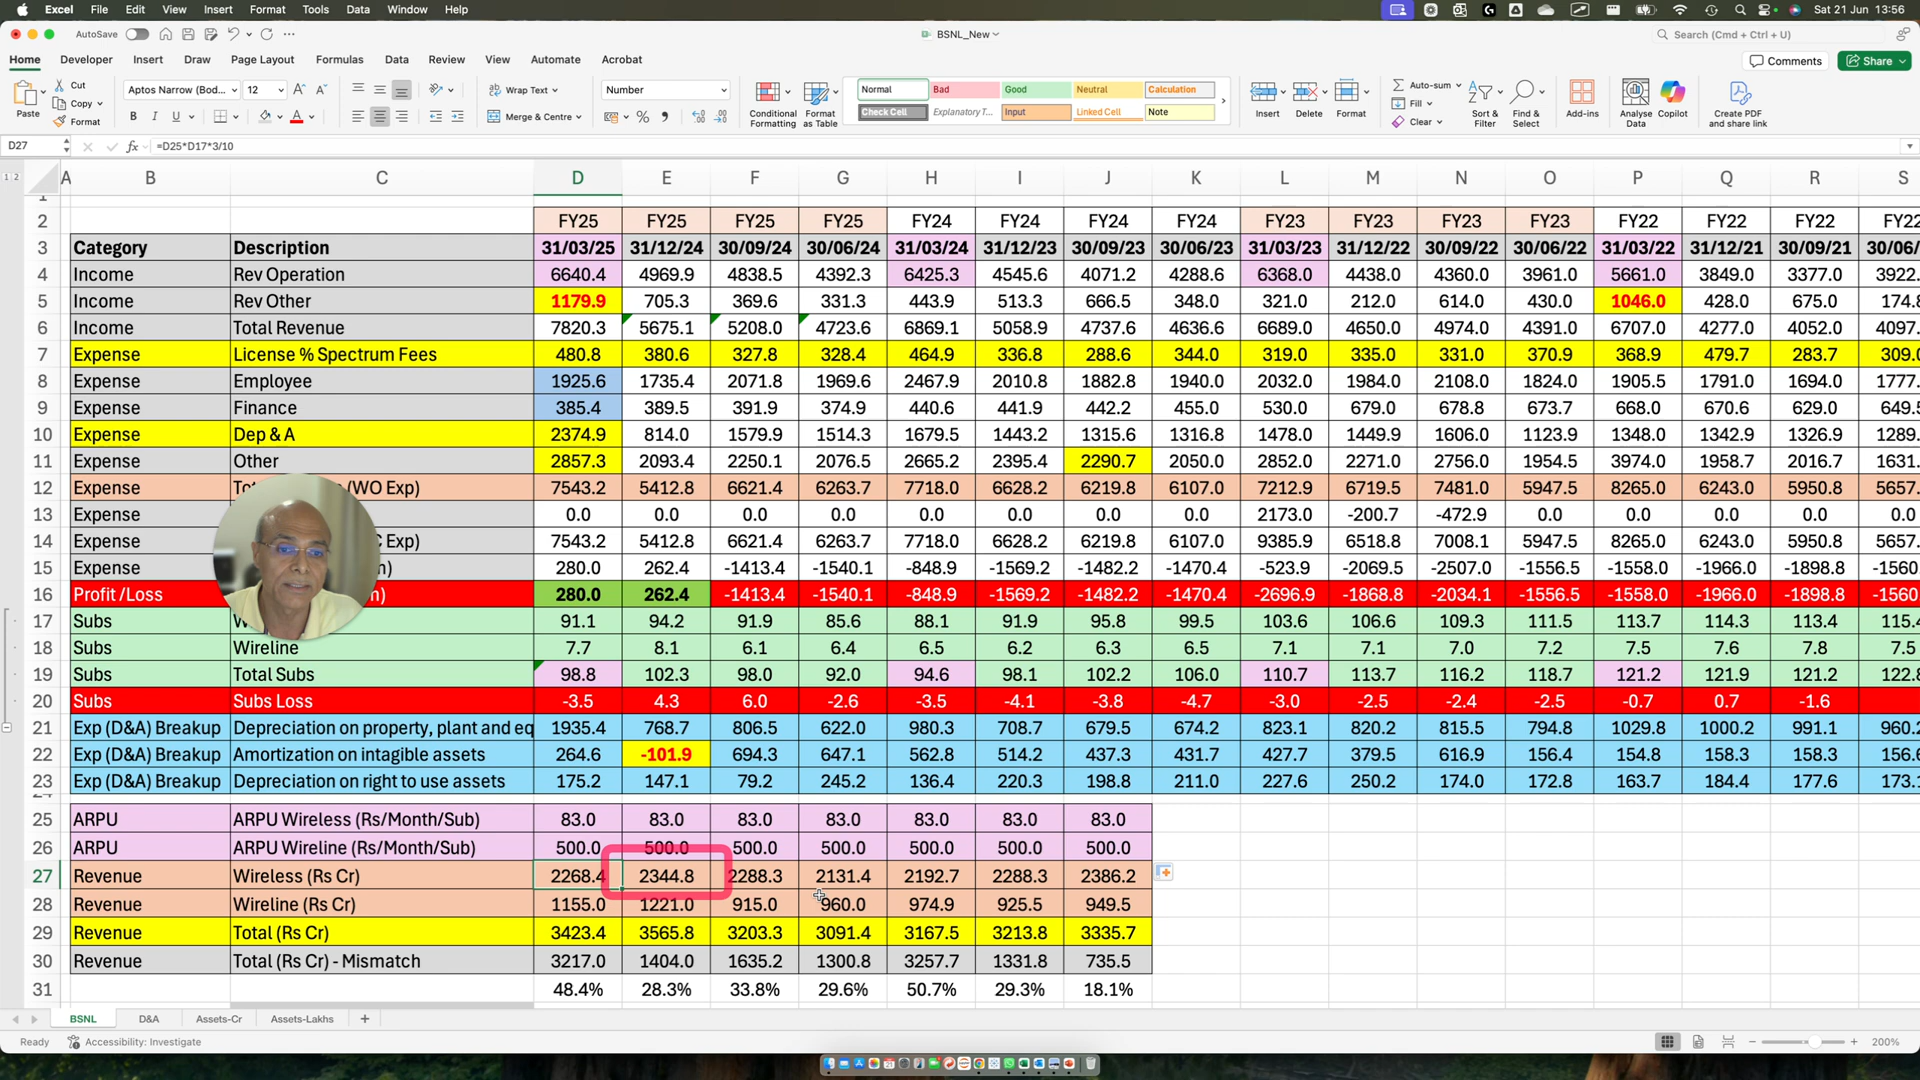 Excel File Edit View Insert Format Tools Data Window Help Sat 21 Jun 13:56
AutoSave BSNL_New Search (Cmd + Ctrl + U)
Home Developer Insert Draw Page Layout Formulas Data Review View Automate Acrobat Comments Share
Paste Cut Copy Format Aptos Narrow (Bod... 12 Wrap Text Merge & Centre Number Conditional Formatting Format as Table Normal Bad Good Neutral Calculation Check Cell Explanatory T... Input Linked Cell Note Insert Delete Format Auto-sum Fill Clear Sort & Filter Find & Select Add-ins Analyse Data Copilot Create PDF and share link
B I U
D27 fx =D25*D17*3/10
1 2 A B C D E F G H I J K L M N O P Q R S
1
2 FY25 FY25 FY25 FY25 FY24 FY24 FY24 FY24 FY23 FY23 FY23 FY23 FY22 FY22 FY22 FY22
3 Category Description 31/03/25 31/12/24 30/09/24 30/06/24 31/03/24 31/12/23 30/09/23 30/06/23 31/03/23 31/12/22 30/09/22 30/06/22 31/03/22 31/12/21 30/09/21 30/06/
4 Income Rev Operation 6640.4 4969.9 4838.5 4392.3 6425.3 4545.6 4071.2 4288.6 6368.0 4438.0 4360.0 3961.0 5661.0 3849.0 3377.0 3922.
5 Income Rev Other 1179.9 705.3 369.6 331.3 443.9 513.3 666.5 348.0 321.0 212.0 614.0 430.0 1046.0 428.0 675.0 174.8
6 Income Total Revenue 7820.3 5675.1 5208.0 4723.6 6869.1 5058.9 4737.6 4636.6 6689.0 4650.0 4974.0 4391.0 6707.0 4277.0 4052.0 4097.
7 Expense License % Spectrum Fees 480.8 380.6 327.8 328.4 464.9 336.8 288.6 344.0 319.0 335.0 331.0 370.9 368.9 479.7 283.7 309.
8 Expense Employee 1925.6 1735.4 2071.8 1969.6 2467.9 2010.8 1882.8 1940.0 2032.0 1984.0 2108.0 1824.0 1905.5 1791.0 1694.0 1777.
9 Expense Finance 385.4 389.5 391.9 374.9 440.6 441.9 442.2 455.0 530.0 679.0 678.8 673.7 668.0 670.6 629.0 649.
10 Expense Dep & A 2374.9 814.0 1579.9 1514.3 1679.5 1443.2 1315.6 1316.8 1478.0 1449.9 1606.0 1123.9 1348.0 1342.9 1326.9 1289.
11 Expense Other 2857.3 2093.4 2250.1 2076.5 2665.2 2395.4 2290.7 2050.0 2852.0 2271.0 2756.0 1954.5 3974.0 1958.7 2016.7 1631.
12 Expense (WO Exp) 7543.2 5412.8 6621.4 6263.7 7718.0 6628.2 6219.8 6107.0 7212.9 6719.5 7481.0 5947.5 8265.0 6243.0 5950.8 5657.
13 Expense 0.0 0.0 0.0 0.0 0.0 0.0 0.0 0.0 2173.0 -200.7 -472.9 0.0 0.0 0.0 0.0 0.0
14 Expense Exp) 7543.2 5412.8 6621.4 6263.7 7718.0 6628.2 6219.8 6107.0 9385.9 6518.8 7008.1 5947.5 8265.0 6243.0 5950.8 5657.
15 Expense 280.0 262.4 -1413.4 -1540.1 -848.9 -1569.2 -1482.2 -1470.4 -523.9 -2069.5 -2507.0 -1556.5 -1558.0 -1966.0 -1898.8 -1560
16 Profit /Loss 280.0 262.4 -1413.4 -1540.1 -848.9 -1569.2 -1482.2 -1470.4 -2696.9 -1868.8 -2034.1 -1556.5 -1558.0 -1966.0 -1898.8 -1560
17 Subs 91.1 94.2 91.9 85.6 88.1 91.9 95.8 99.5 103.6 106.6 109.3 111.5 113.7 114.3 113.4 115.4
18 Subs Wireline 7.7 8.1 6.1 6.4 6.5 6.2 6.3 6.5 7.1 7.1 7.0 7.2 7.5 7.6 7.8 7.5
19 Subs Total Subs 98.8 102.3 98.0 92.0 94.6 98.1 102.2 106.0 110.7 113.7 116.2 118.7 121.2 121.9 121.2 122.8
20 Subs Subs Loss -3.5 4.3 6.0 -2.6 -3.5 -4.1 -3.8 -4.7 -3.0 -2.5 -2.4 -2.5 -0.7 0.7 -1.6
21 Exp (D&A) Breakup Depreciation on property, plant and eq 1935.4 768.7 806.5 622.0 980.3 708.7 679.5 674.2 823.1 820.2 815.5 794.8 1029.8 1000.2 991.1 960.2
22 Exp (D&A) Breakup Amortization on intagible assets 264.6 -101.9 694.3 647.1 562.8 514.2 437.3 431.7 427.7 379.5 616.9 156.4 154.8 158.3 158.3 156.6
23 Exp (D&A) Breakup Depreciation on right to use assets 175.2 147.1 79.2 245.2 136.4 220.3 198.8 211.0 227.6 250.2 174.0 172.8 163.7 184.4 177.6 173.
25 ARPU ARPU Wireless (Rs/Month/Sub) 83.0 83.0 83.0 83.0 83.0 83.0 83.0
26 ARPU ARPU Wireline (Rs/Month/Sub) 500.0 500.0 500.0 500.0 500.0 500.0 500.0
27 Revenue Wireless (Rs Cr) 2268.4 2344.8 2288.3 2131.4 2192.7 2288.3 2386.2
28 Revenue Wireline (Rs Cr) 1155.0 1221.0 915.0 960.0 974.9 925.5 949.5
29 Revenue Total (Rs Cr) 3423.4 3565.8 3203.3 3091.4 3167.5 3213.8 3335.7
30 Revenue Total (Rs Cr) - Mismatch 3217.0 1404.0 1635.2 1300.8 3257.7 1331.8 735.5
31 48.4% 28.3% 33.8% 29.6% 50.7% 29.3% 18.1%
BSNL D&A Assets-Cr Assets-Lakhs
Ready Accessibility: Investigate 200%